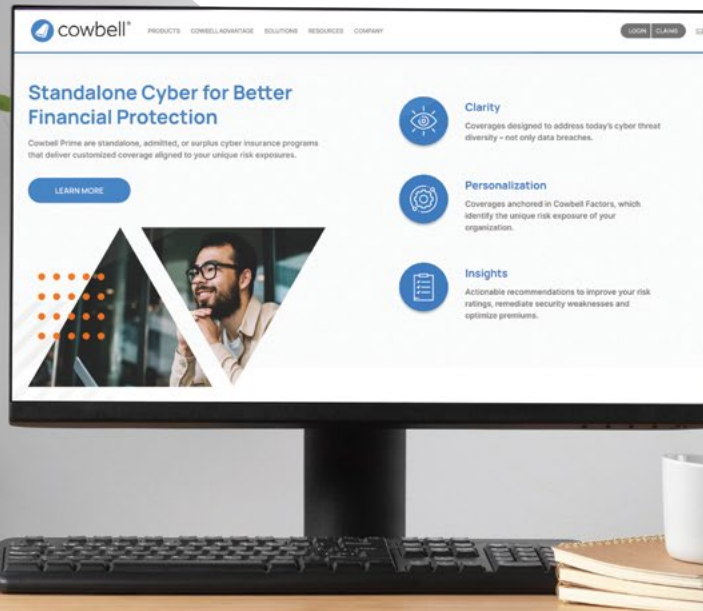 cowbell®
PRODUCTS COWBELL ADVANTAGE SOLUTIONS RESOURCES COMPANY
LOGIN CLAIMS
Standalone Cyber for Better
Financial Protection
Cowbell Prime are standalone, admitted, or surplus cyber insurance programs
that deliver customized coverage aligned to your unique risk exposures.
LEARN MORE
Clarity
Coverages designed to address today's cyber threat
diversity – not only data breaches.
Personalization
Coverages anchored in Cowbell Factors, which
identify the unique risk exposure of your
organization.
Insights
Actionable recommendations to improve your risk
ratings, remediate security weaknesses and
optimize premiums.